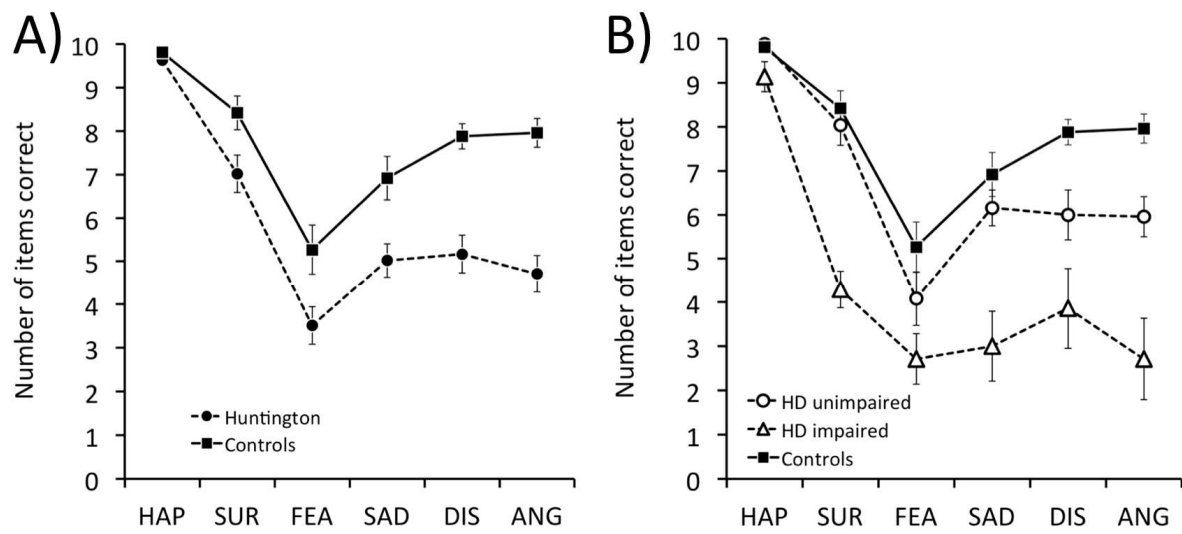 A)
Number of items correct
10
9
8
7
6
5
4
3
2
1
0
Huntington
Controls
HAP SUR FEA SAD DIS ANG
B)
Number of items correct
10
9
8
7
6
5
4
3
2
1
0
HD unimpaired
HD impaired
Controls
HAP SUR FEA SAD DIS ANG